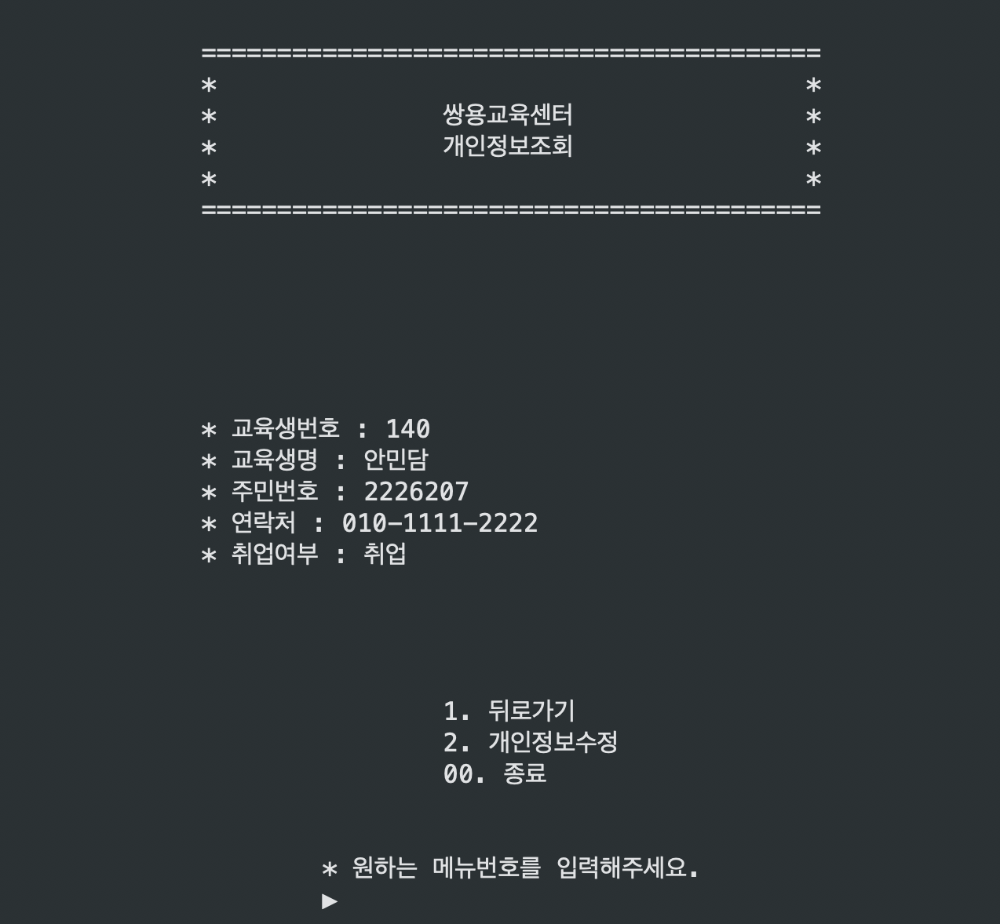 =========================================
* *
* 쌍용교육센터 *
* 개인정보조회 *
* *
=========================================
* 교육생번호 : 140
* 교육생명 : 안민담
* 주민번호 : 2226207
* 연락처 : 010-1111-2222
* 취업여부 : 취업
1. 뒤로가기
2. 개인정보수정
00. 종료
* 원하는 메뉴번호를 입력해주세요.
▶